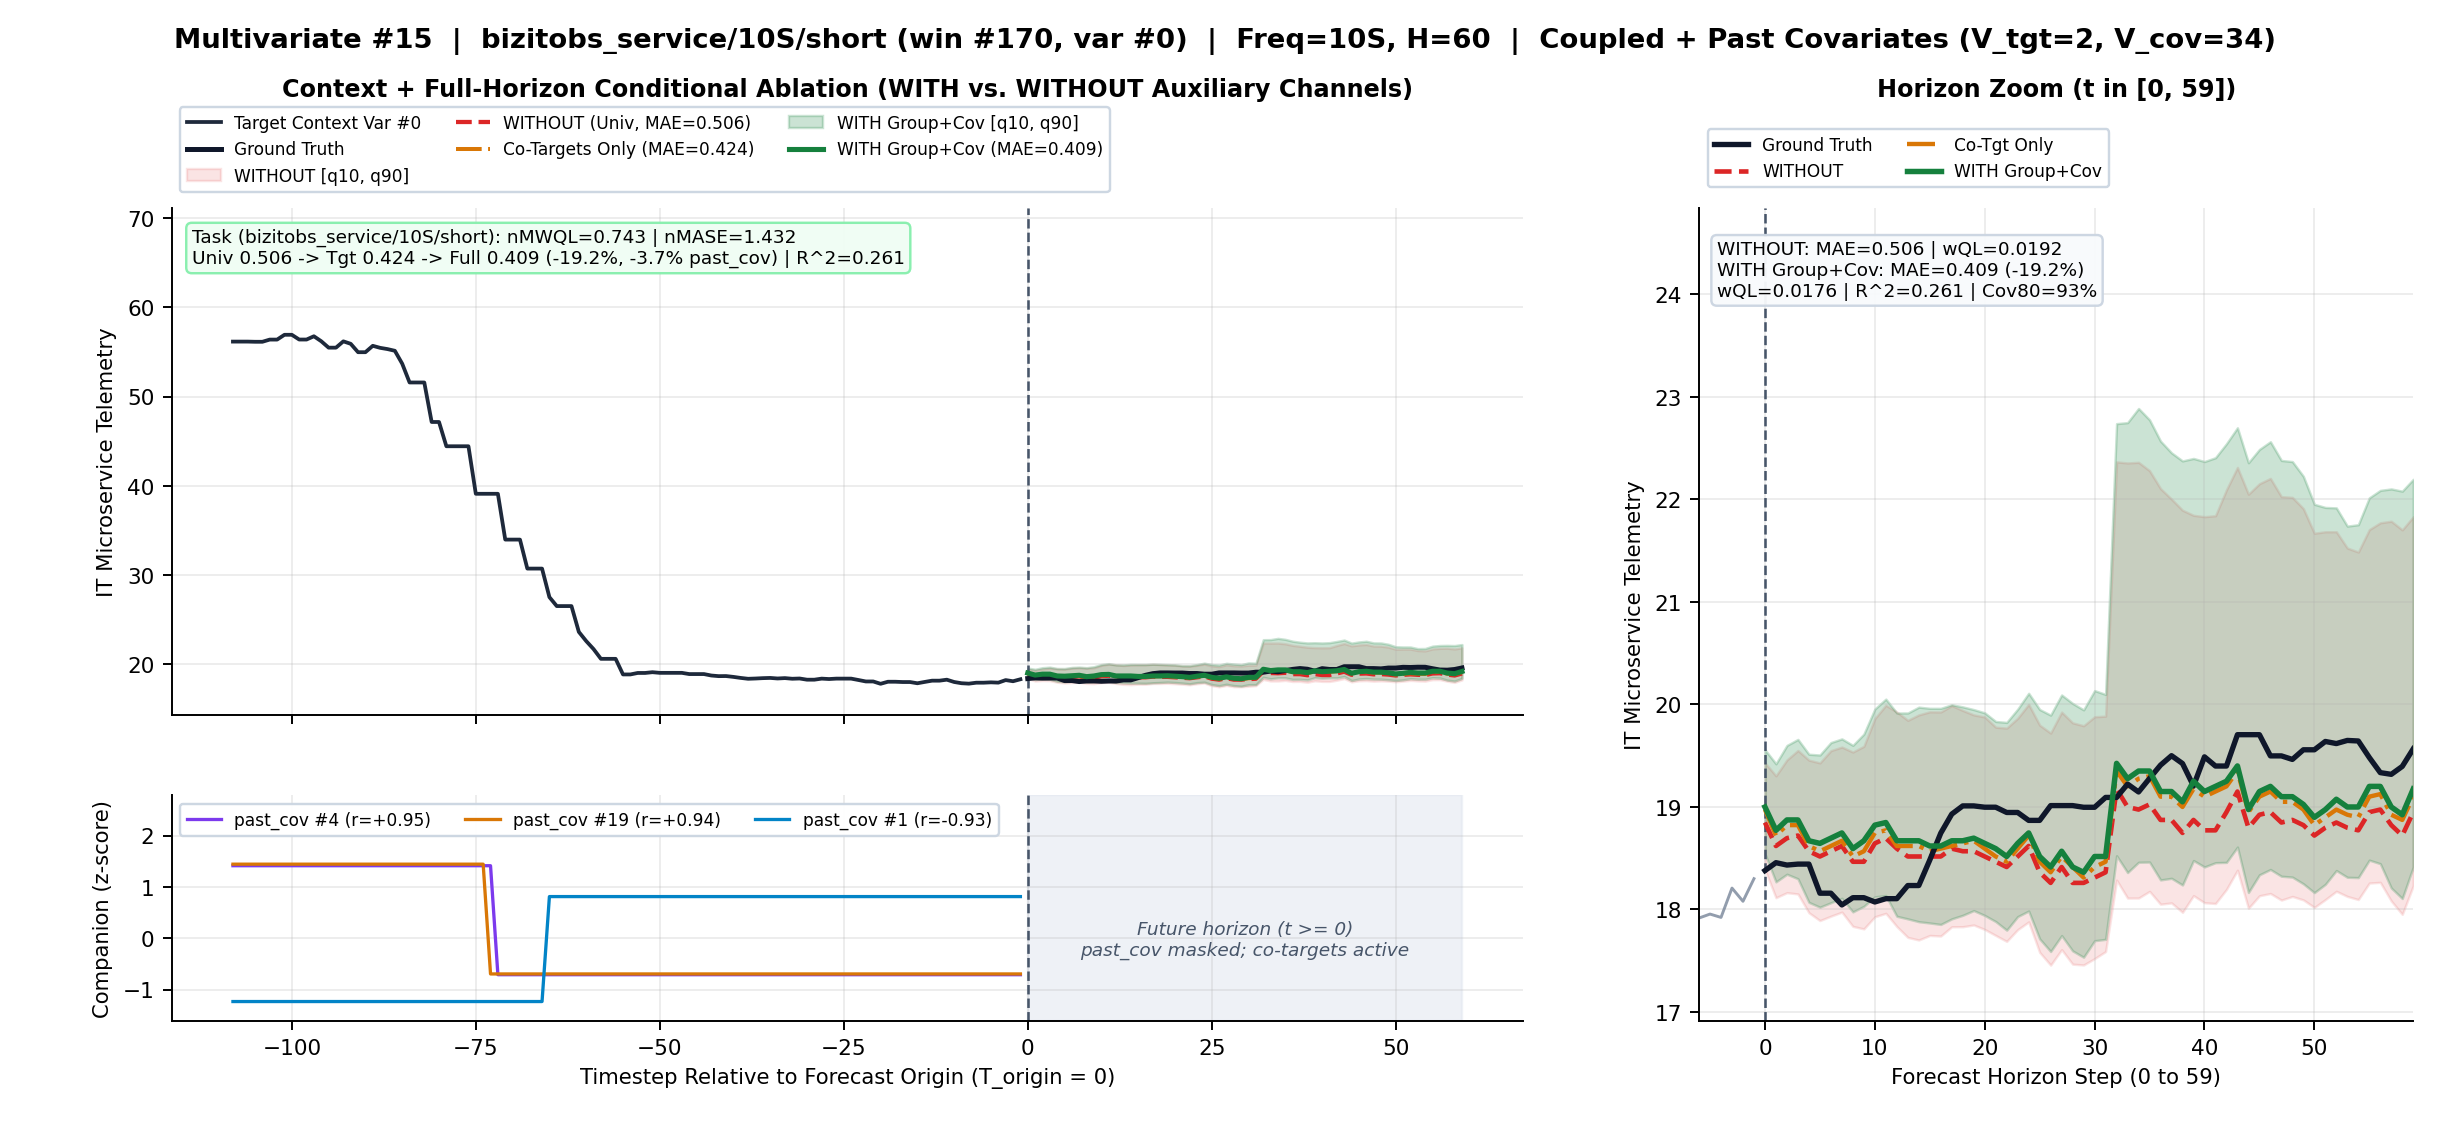 Multivariate #15 | bizitobs_service/10S/short (win #170, var #0) | Freq=10S, H=60 | Coupled + Past Covariates (V_tgt=2, V_cov=34)
Context + Full-Horizon Conditional Ablation (WITH vs. WITHOUT Auxiliary Channels)
Target Context Var #0
Ground Truth
WITHOUT [q10, q90]
WITHOUT (Univ, MAE=0.506)
Co-Targets Only (MAE=0.424)
WITH Group+Cov [q10, q90]
WITH Group+Cov (MAE=0.409)
Task (bizitobs_service/10S/short): nMWQL=0.743 | nMASE=1.432
Univ 0.506 -> Tgt 0.424 -> Full 0.409 (-19.2%, -3.7% past_cov) | R^2=0.261
IT Microservice Telemetry
70
60
50
40
30
20
past_cov #4 (r=+0.95)
past_cov #19 (r=+0.94)
past_cov #1 (r=-0.93)
Companion (z-score)
2
1
0
−1
Future horizon (t >= 0)
past_cov masked; co-targets active
−100
−75
−50
−25
0
25
50
Timestep Relative to Forecast Origin (T_origin = 0)
Horizon Zoom (t in [0, 59])
Ground Truth
WITHOUT
Co-Tgt Only
WITH Group+Cov
WITHOUT: MAE=0.506 | wQL=0.0192
WITH Group+Cov: MAE=0.409 (-19.2%)
wQL=0.0176 | R^2=0.261 | Cov80=93%
IT Microservice Telemetry
24
23
22
21
20
19
18
17
0
10
20
30
40
50
Forecast Horizon Step (0 to 59)